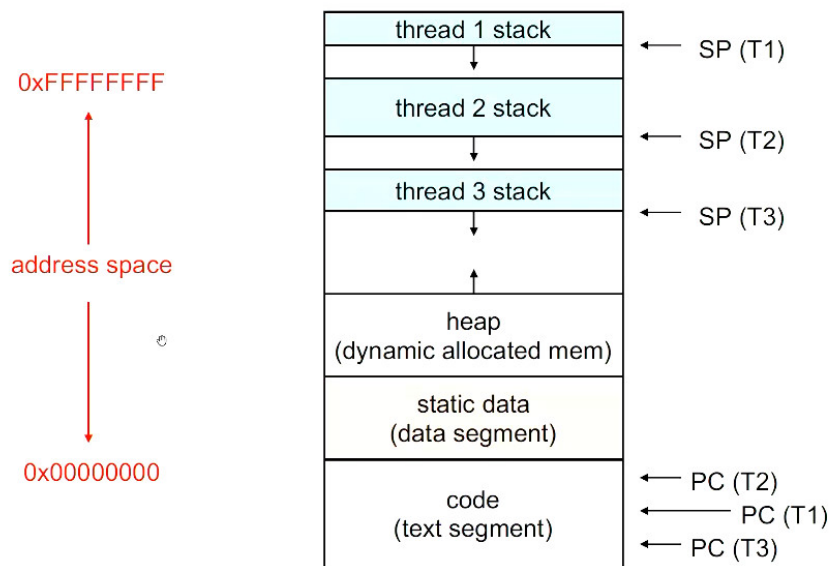 thread 1 stack
SP (T1)
0xFFFFFFFF
thread 2 stack
SP (T2)
thread 3 stack
SP (T3)
address space
heap
(dynamic allocated mem)
static data
(data segment)
0x00000000
PC (T2)
code
PC (T1)
(text segment)
PC (T3)